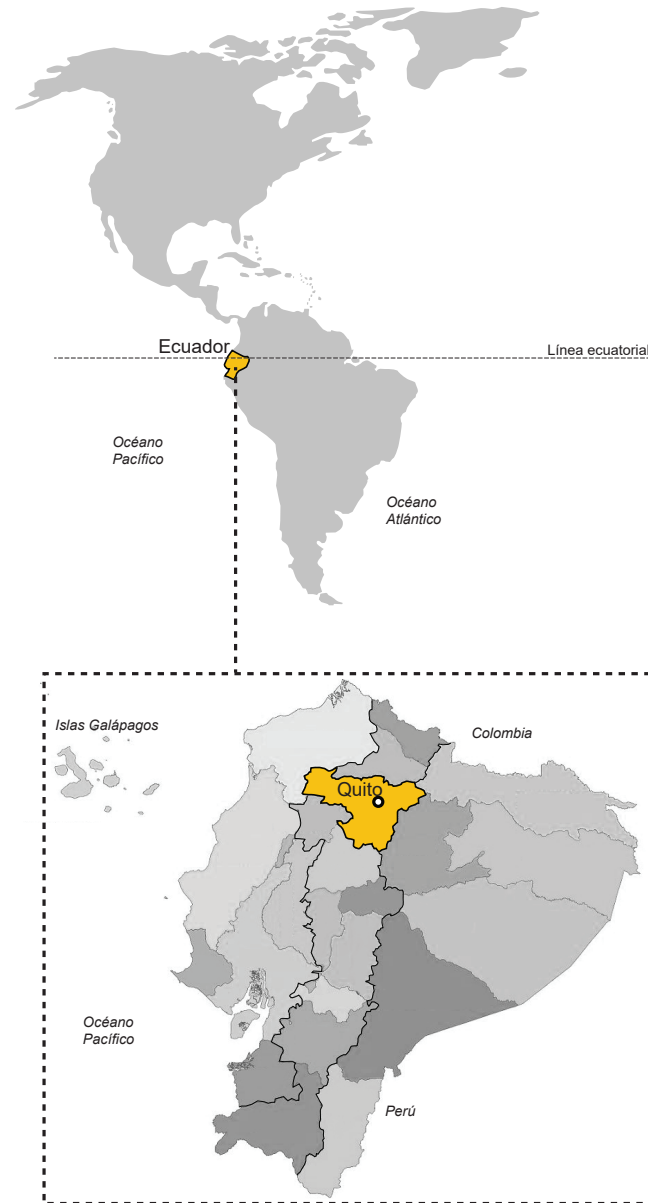 Ecuador
Línea ecuatorial
Océano
Pacífico
Océano
Atlántico
Islas Galápagos
Colombia
Quito
Océano
Pacífico
Perú